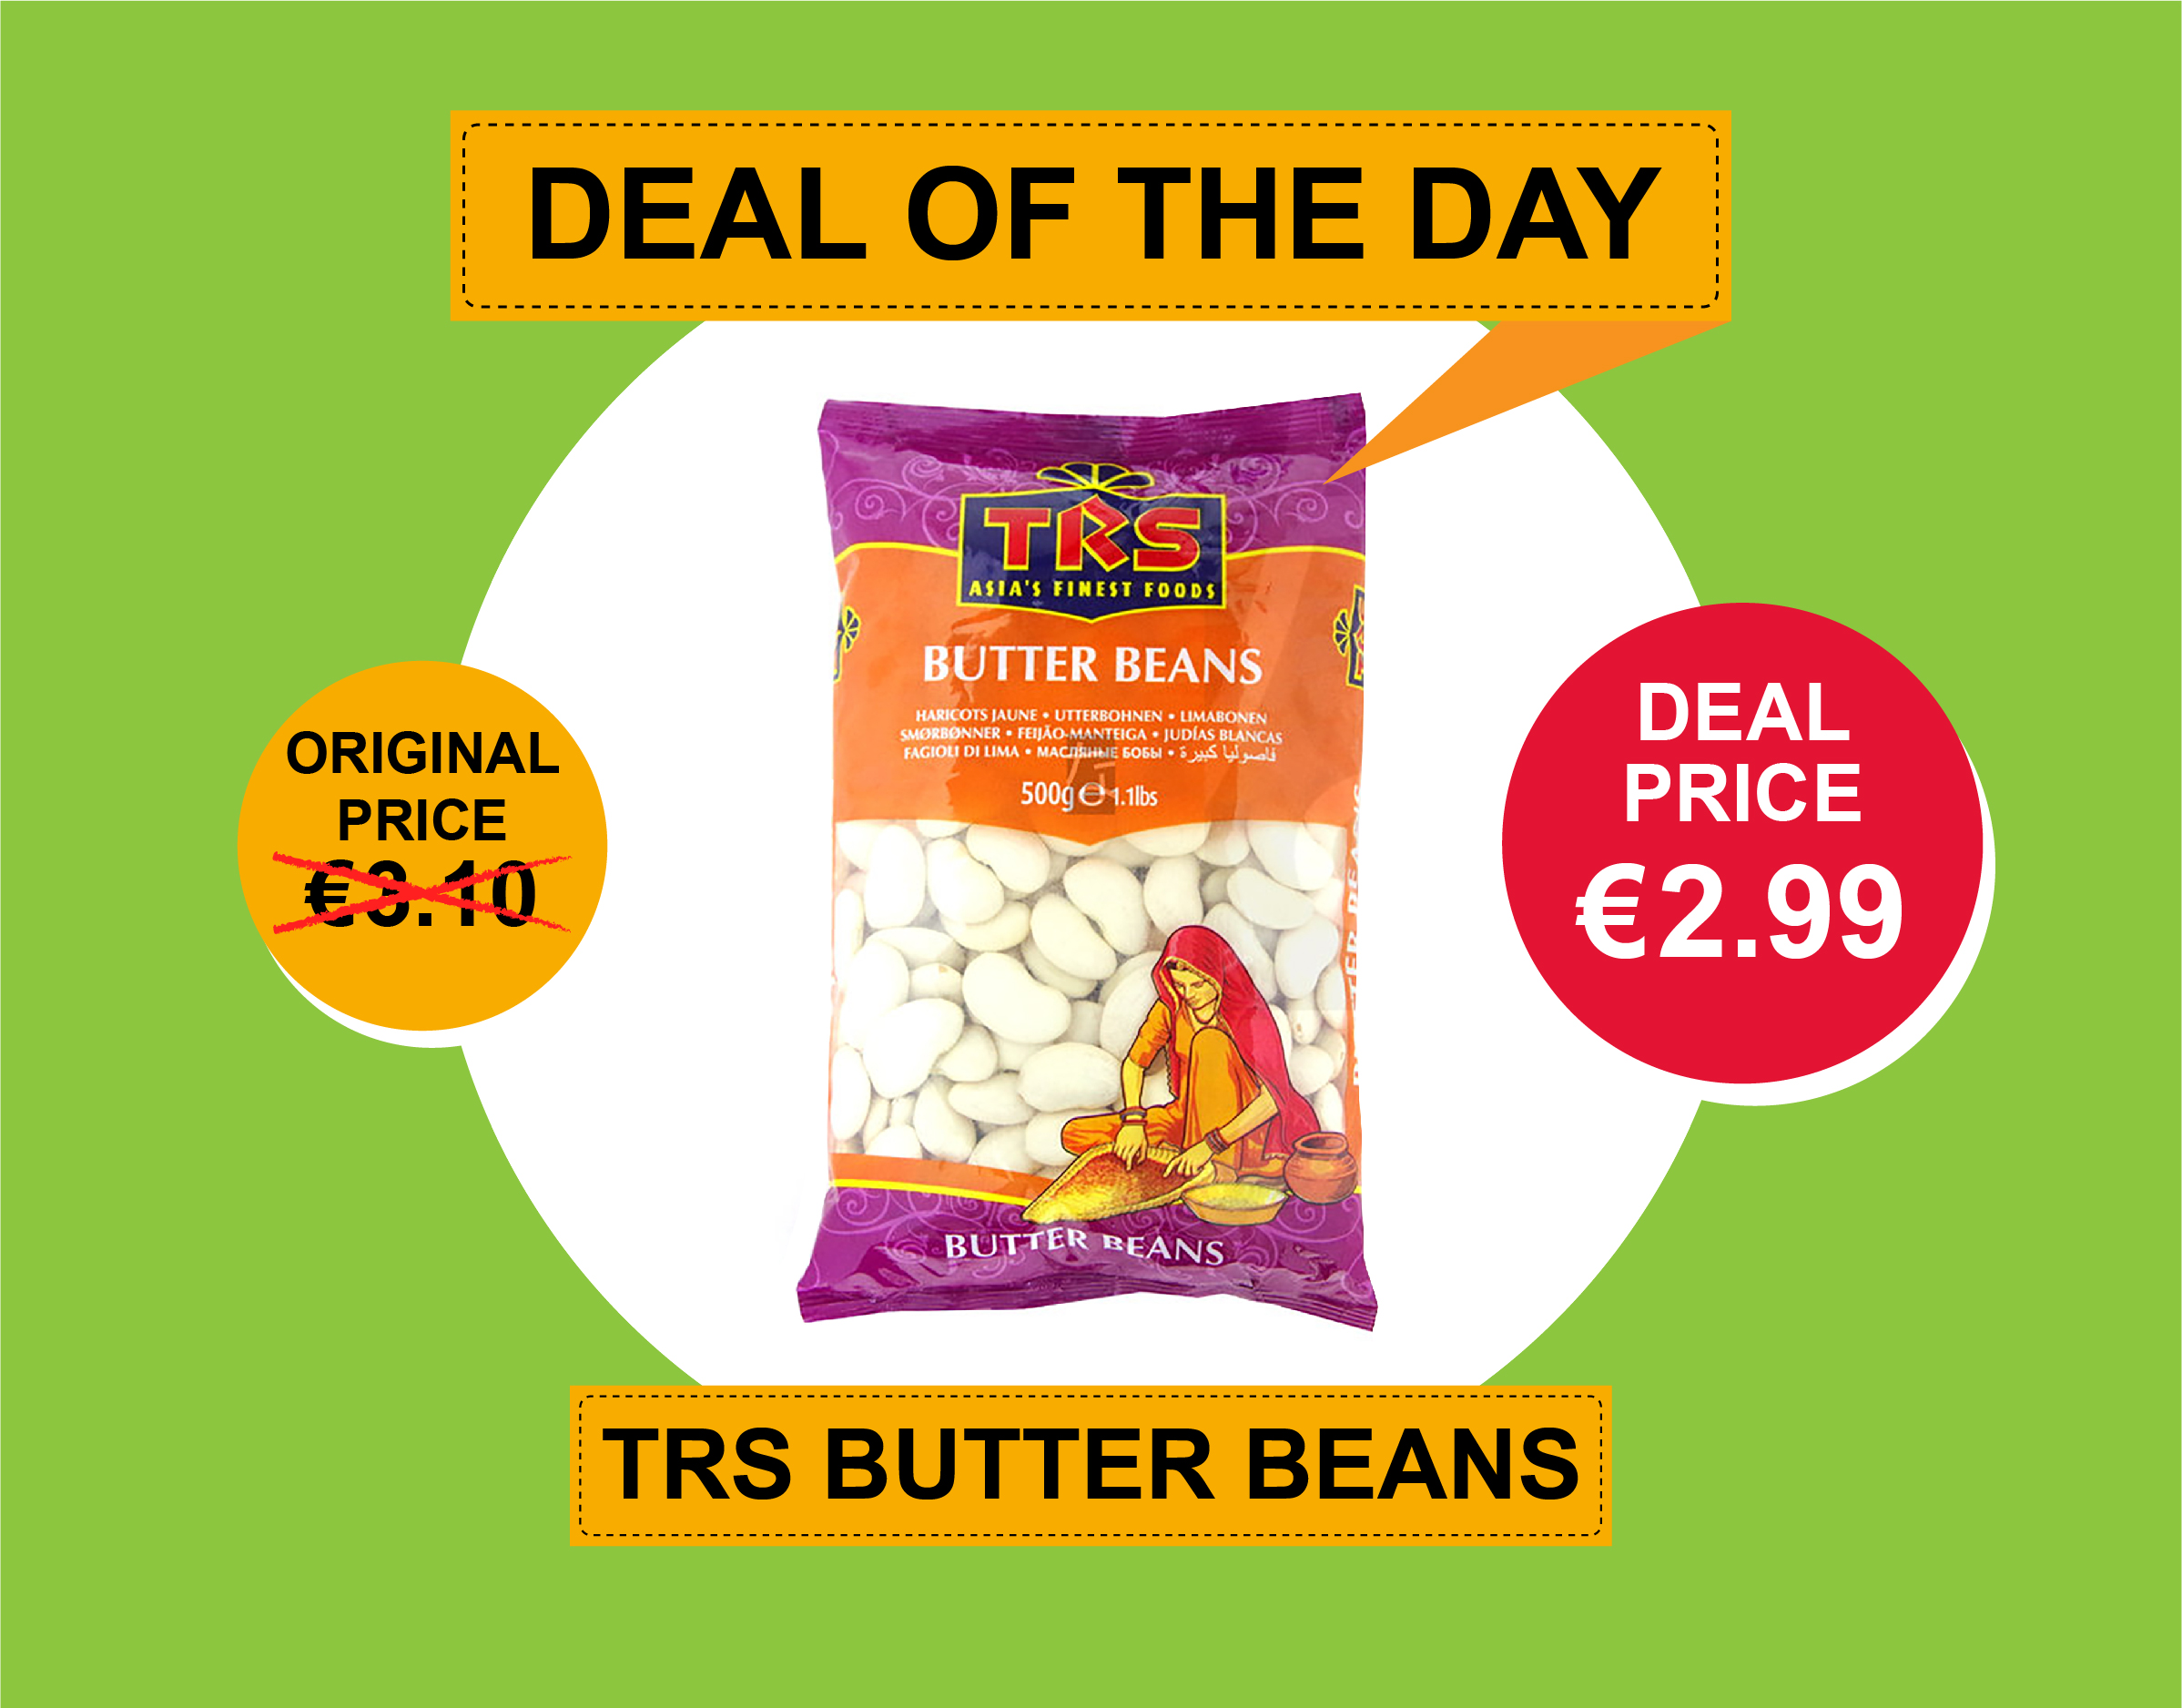 DEAL OF THE DAY
TRS
ASIA'S FINEST FOODS
BUTTER BEANS
HARICOTS JAUNE • UTTERBOHNEN • LIMABONEN
SMØRBØNNER • FEIJÃO-MANTEIGA • JUDÍAS BLANCAS
FAGIOLI DI LIMA • МАСЛЯНЫЕ БОБЫ • فاصوليا كبيرة
500g ℮ 1.1lbs
BUTTER BEANS
ORIGINAL
PRICE
€3.10
DEAL
PRICE
€2.99
TRS BUTTER BEANS